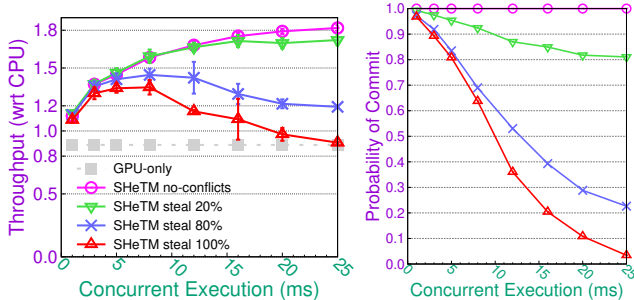 Throughput (wrt CPU)
1.8
1.5
1.2
1.0
0.8
0.5
0.0
GPU-only
SHeTM no-conflicts
SHeTM steal 20%
SHeTM steal 80%
SHeTM steal 100%
0 5 10 15 20 25
Concurrent Execution (ms)
Probability of Commit
1.0
0.9
0.8
0.7
0.6
0.5
0.4
0.3
0.2
0.1
0.0
0 5 10 15 20 25
Concurrent Execution (ms)